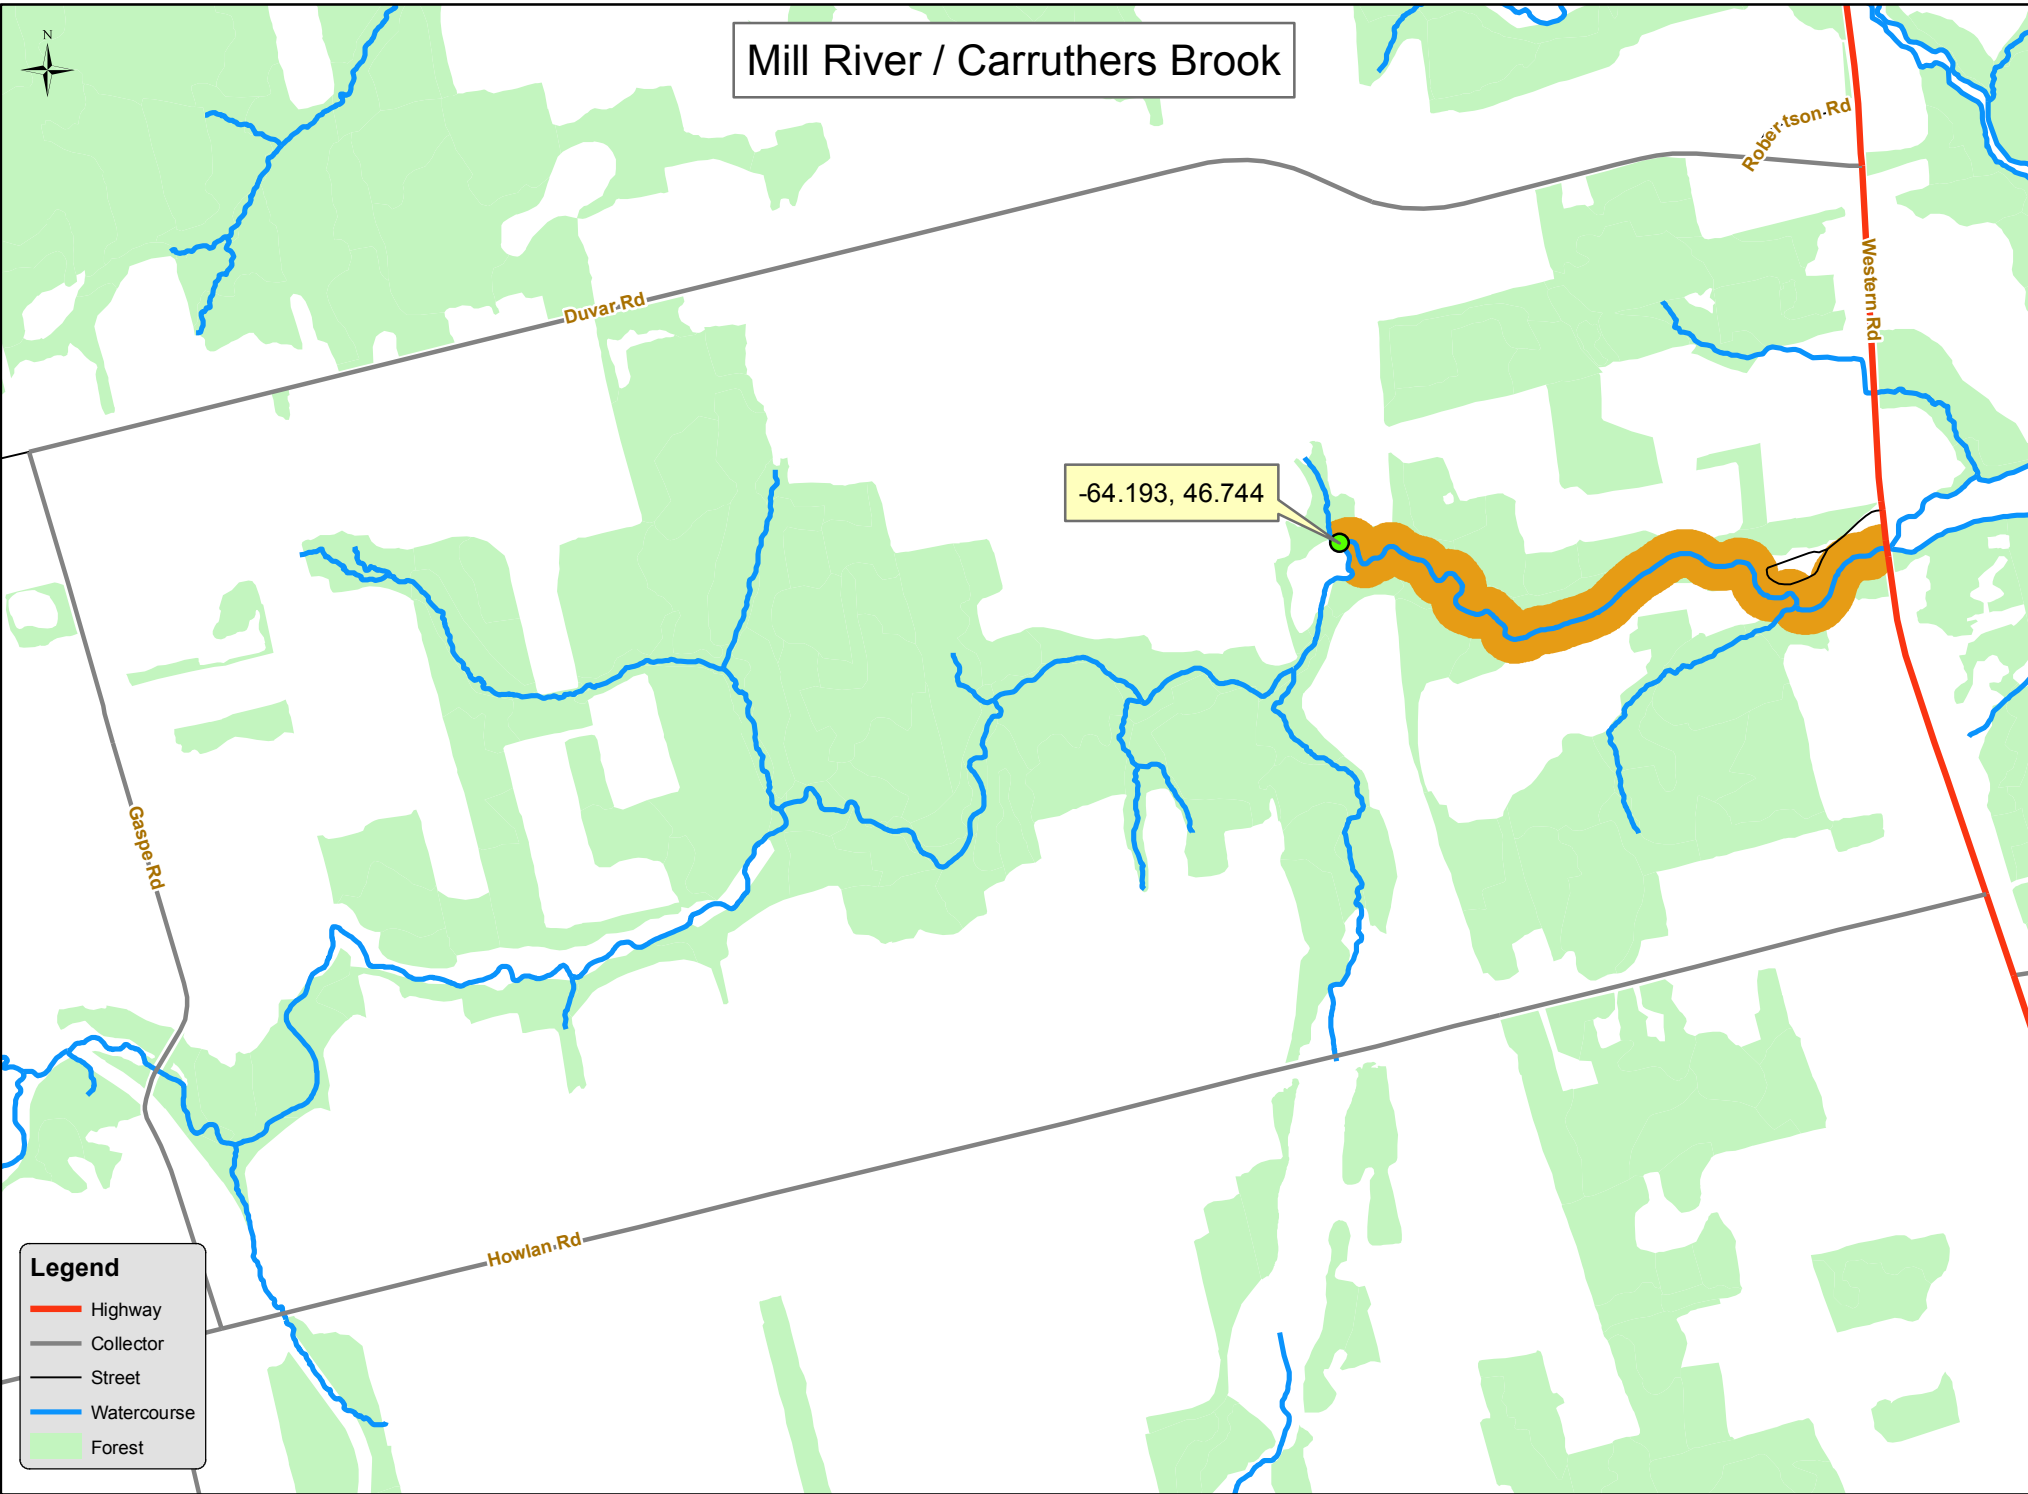 N
Mill River / Carruthers Brook
Robertson Rd
Western Rd
Duvar Rd
-64.193, 46.744
Gaspe Rd
Howlan Rd
Legend
Highway
Collector
Street
Watercourse
Forest